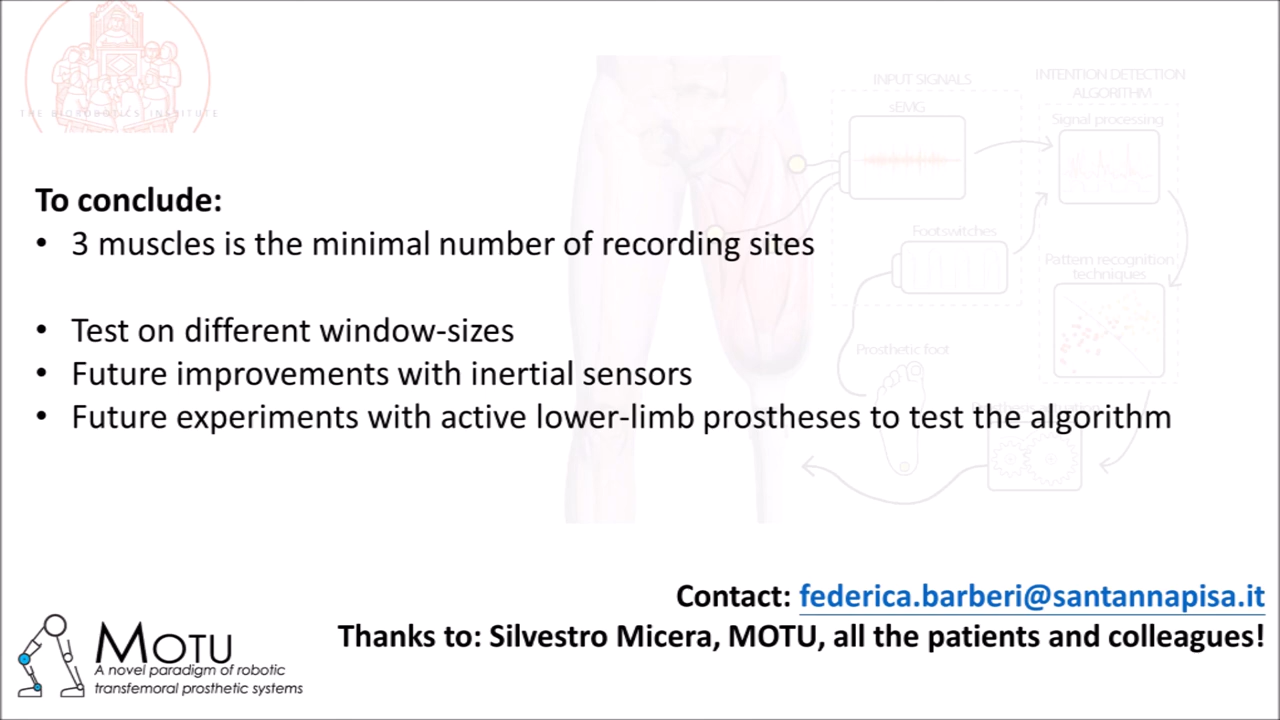 THE BIOROBOTICS INSTITUTE
INPUT SIGNALS
sEMG
INTENTION DETECTION
ALGORITHM
Signal processing
Footswitches
Pattern recognition
techniques
Prosthetic foot
To conclude:
• 3 muscles is the minimal number of recording sites
• Test on different window-sizes
• Future improvements with inertial sensors
• Future experiments with active lower-limb prostheses to test the algorithm
Contact: federica.barberi@santannapisa.it
Thanks to: Silvestro Micera, MOTU, all the patients and colleagues!
MOTU
A novel paradigm of robotic
transfemoral prosthetic systems